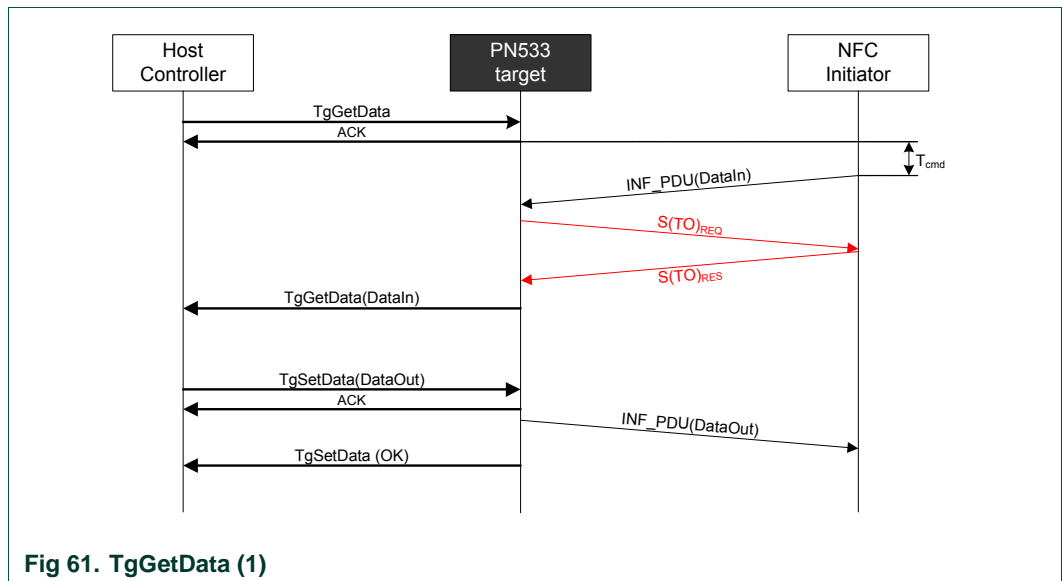 Host
Controller
PN533
target
NFC
Initiator
TgGetData
ACK
Tcmd
INF_PDU(DataIn)
S(TO)REQ
S(TO)RES
TgGetData(DataIn)
TgSetData(DataOut)
ACK
INF_PDU(DataOut)
TgSetData (OK)
Fig 61. TgGetData (1)